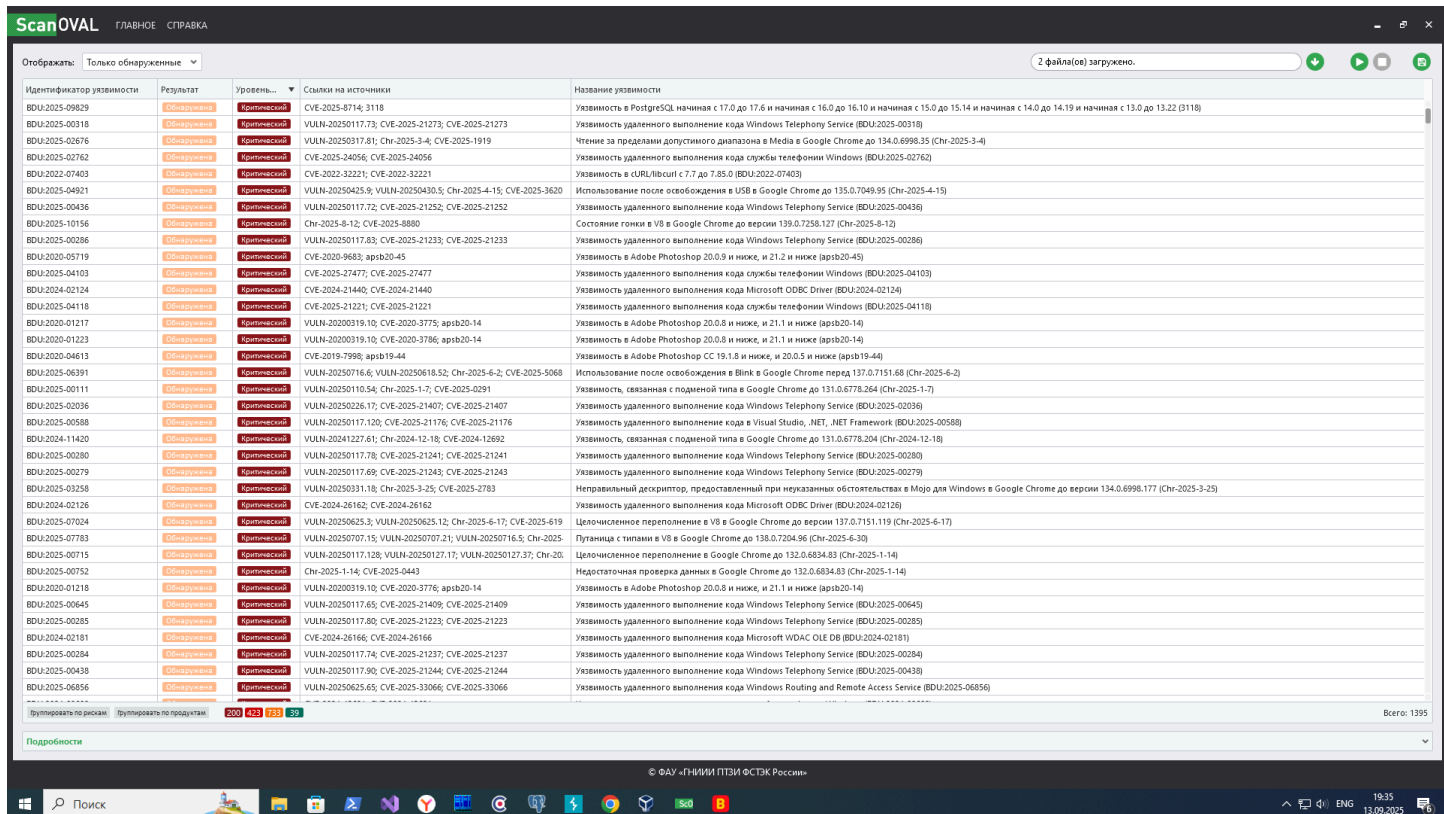 ScanOVAL ГЛАВНОЕ СПРАВКА
Отображать: Только обнаруженные 2 файла(ов) загружено.
Идентификатор уязвимости Результат Уровень... Ссылки на источники Название уязвимости
BDU:2025-09829 Обнаружена Критический CVE-2025-8714; 3118 Уязвимость в PostgreSQL начиная с 17.0 до 17.6 и начиная с 16.0 до 16.10 и начиная с 15.0 до 15.14 и начиная с 14.0 до 14.19 и начиная с 13.0 до 13.22 (3118)
BDU:2025-00318 Обнаружена Критический VULN-20250117.73; CVE-2025-21273; CVE-2025-21273 Уязвимость удаленного выполнение кода Windows Telephony Service (BDU:2025-00318)
BDU:2025-02676 Обнаружена Критический VULN-20250317.81; Chr-2025-3-4; CVE-2025-1919 Чтение за пределами допустимого диапазона в Media в Google Chrome до 134.0.6998.35 (Chr-2025-3-4)
BDU:2025-02762 Обнаружена Критический CVE-2025-24056; CVE-2025-24056 Уязвимость удаленного выполнения кода службы телефонии Windows (BDU:2025-02762)
BDU:2022-07403 Обнаружена Критический CVE-2022-32221; CVE-2022-32221 Уязвимость в cURL/libcurl с 7.7 до 7.85.0 (BDU:2022-07403)
BDU:2025-04921 Обнаружена Критический VULN-20250425.9; VULN-20250430.5; Chr-2025-4-15; CVE-2025-3620 Использование после освобождения в USB в Google Chrome до 135.0.7049.95 (Chr-2025-4-15)
BDU:2025-00436 Обнаружена Критический VULN-20250117.72; CVE-2025-21252; CVE-2025-21252 Уязвимость удаленного выполнение кода Windows Telephony Service (BDU:2025-00436)
BDU:2025-10156 Обнаружена Критический Chr-2025-8-12; CVE-2025-8880 Состояние гонки в V8 в Google Chrome до версии 139.0.7258.127 (Chr-2025-8-12)
BDU:2025-00286 Обнаружена Критический VULN-20250117.83; CVE-2025-21233; CVE-2025-21233 Уязвимость удаленного выполнение кода Windows Telephony Service (BDU:2025-00286)
BDU:2020-05719 Обнаружена Критический CVE-2020-9683; apsb20-45 Уязвимость в Adobe Photoshop 20.0.9 и ниже, и 21.2 и ниже (apsb20-45)
BDU:2025-04103 Обнаружена Критический CVE-2025-27477; CVE-2025-27477 Уязвимость удаленного выполнения кода службы телефонии Windows (BDU:2025-04103)
BDU:2024-02124 Обнаружена Критический CVE-2024-21440; CVE-2024-21440 Уязвимость удаленного выполнения кода Microsoft ODBC Driver (BDU:2024-02124)
BDU:2025-04118 Обнаружена Критический CVE-2025-21221; CVE-2025-21221 Уязвимость удаленного выполнения кода службы телефонии Windows (BDU:2025-04118)
BDU:2020-01217 Обнаружена Критический VULN-20200319.10; CVE-2020-3775; apsb20-14 Уязвимость в Adobe Photoshop 20.0.8 и ниже, и 21.1 и ниже (apsb20-14)
BDU:2020-01223 Обнаружена Критический VULN-20200319.10; CVE-2020-3786; apsb20-14 Уязвимость в Adobe Photoshop 20.0.8 и ниже, и 21.1 и ниже (apsb20-14)
BDU:2020-04613 Обнаружена Критический CVE-2019-7998; apsb19-44 Уязвимость в Adobe Photoshop CC 19.1.8 и ниже, и 20.0.5 и ниже (apsb19-44)
BDU:2025-06391 Обнаружена Критический VULN-20250716.6; VULN-20250618.52; Chr-2025-6-2; CVE-2025-5068 Использование после освобождения в Blink в Google Chrome перед 137.0.7151.68 (Chr-2025-6-2)
BDU:2025-00111 Обнаружена Критический VULN-20250110.54; Chr-2025-1-7; CVE-2025-0291 Уязвимость, связанная с подменой типа в Google Chrome до 131.0.6778.264 (Chr-2025-1-7)
BDU:2025-02036 Обнаружена Критический VULN-20250226.17; CVE-2025-21407; CVE-2025-21407 Уязвимость удаленного выполнение кода Windows Telephony Service (BDU:2025-02036)
BDU:2025-00588 Обнаружена Критический VULN-20250117.120; CVE-2025-21176; CVE-2025-21176 Уязвимость удаленного выполнение кода в Visual Studio, .NET, .NET Framework (BDU:2025-00588)
BDU:2024-11420 Обнаружена Критический VULN-20241227.61; Chr-2024-12-18; CVE-2024-12692 Уязвимость, связанная с подменой типа в Google Chrome до 131.0.6778.204 (Chr-2024-12-18)
BDU:2025-00280 Обнаружена Критический VULN-20250117.78; CVE-2025-21241; CVE-2025-21241 Уязвимость удаленного выполнение кода Windows Telephony Service (BDU:2025-00280)
BDU:2025-00279 Обнаружена Критический VULN-20250117.69; CVE-2025-21243; CVE-2025-21243 Уязвимость удаленного выполнение кода Windows Telephony Service (BDU:2025-00279)
BDU:2025-03258 Обнаружена Критический VULN-20250331.18; Chr-2025-3-25; CVE-2025-2783 Неправильный дескриптор, предоставленный при неуказанных обстоятельствах в Mojo для Windows в Google Chrome до версии 134.0.6998.177 (Chr-2025-3-25)
BDU:2024-02126 Обнаружена Критический CVE-2024-26162; CVE-2024-26162 Уязвимость удаленного выполнения кода Microsoft ODBC Driver (BDU:2024-02126)
BDU:2025-07024 Обнаружена Критический VULN-20250625.3; VULN-20250625.12; Chr-2025-6-17; CVE-2025-619 Целочисленное переполнение в V8 в Google Chrome до версии 137.0.7151.119 (Chr-2025-6-17)
BDU:2025-07783 Обнаружена Критический VULN-20250707.15; VULN-20250707.21; VULN-20250716.5; Chr-2025- Путаница с типами в V8 в Google Chrome до 138.0.7204.96 (Chr-2025-6-30)
BDU:2025-00715 Обнаружена Критический VULN-20250117.128; VULN-20250127.17; VULN-20250127.37; Chr-20 Целочисленное переполнение в Google Chrome до 132.0.6834.83 (Chr-2025-1-14)
BDU:2025-00752 Обнаружена Критический Chr-2025-1-14; CVE-2025-0443 Недостаточная проверка данных в Google Chrome до 132.0.6834.83 (Chr-2025-1-14)
BDU:2020-01218 Обнаружена Критический VULN-20200319.10; CVE-2020-3776; apsb20-14 Уязвимость в Adobe Photoshop 20.0.8 и ниже, и 21.1 и ниже (apsb20-14)
BDU:2025-00645 Обнаружена Критический VULN-20250117.65; CVE-2025-21409; CVE-2025-21409 Уязвимость удаленного выполнение кода Windows Telephony Service (BDU:2025-00645)
BDU:2025-00285 Обнаружена Критический VULN-20250117.80; CVE-2025-21223; CVE-2025-21223 Уязвимость удаленного выполнение кода Windows Telephony Service (BDU:2025-00285)
BDU:2024-02181 Обнаружена Критический CVE-2024-26166; CVE-2024-26166 Уязвимость удаленного выполнения кода Microsoft WDAC OLE DB (BDU:2024-02181)
BDU:2025-00284 Обнаружена Критический VULN-20250117.74; CVE-2025-21237; CVE-2025-21237 Уязвимость удаленного выполнение кода Windows Telephony Service (BDU:2025-00284)
BDU:2025-00438 Обнаружена Критический VULN-20250117.90; CVE-2025-21244; CVE-2025-21244 Уязвимость удаленного выполнение кода Windows Telephony Service (BDU:2025-00438)
BDU:2025-06856 Обнаружена Критический VULN-20250625.65; CVE-2025-33066; CVE-2025-33066 Уязвимость удаленного выполнения кода Windows Routing and Remote Access Service (BDU:2025-06856)
Группировать по рискам Группировать по продуктам 200 423 733 39 Всего: 1395
Подробности
© ФАУ «ГНИИИ ПТЗИ ФСТЭК России»
Поиск ScO B ENG 19:35
13.09.2025 6